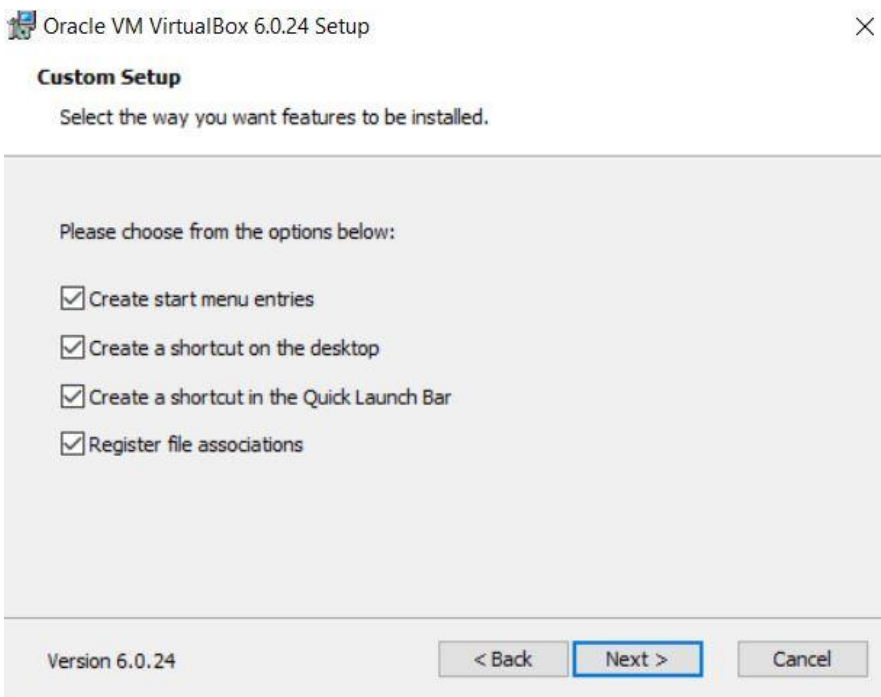 Oracle VM VirtualBox 6.0.24 Setup
Custom Setup
Select the way you want features to be installed.
Please choose from the options below:
Create start menu entries
Create a shortcut on the desktop
Create a shortcut in the Quick Launch Bar
Register file associations
Version 6.0.24
< Back
Next >
Cancel